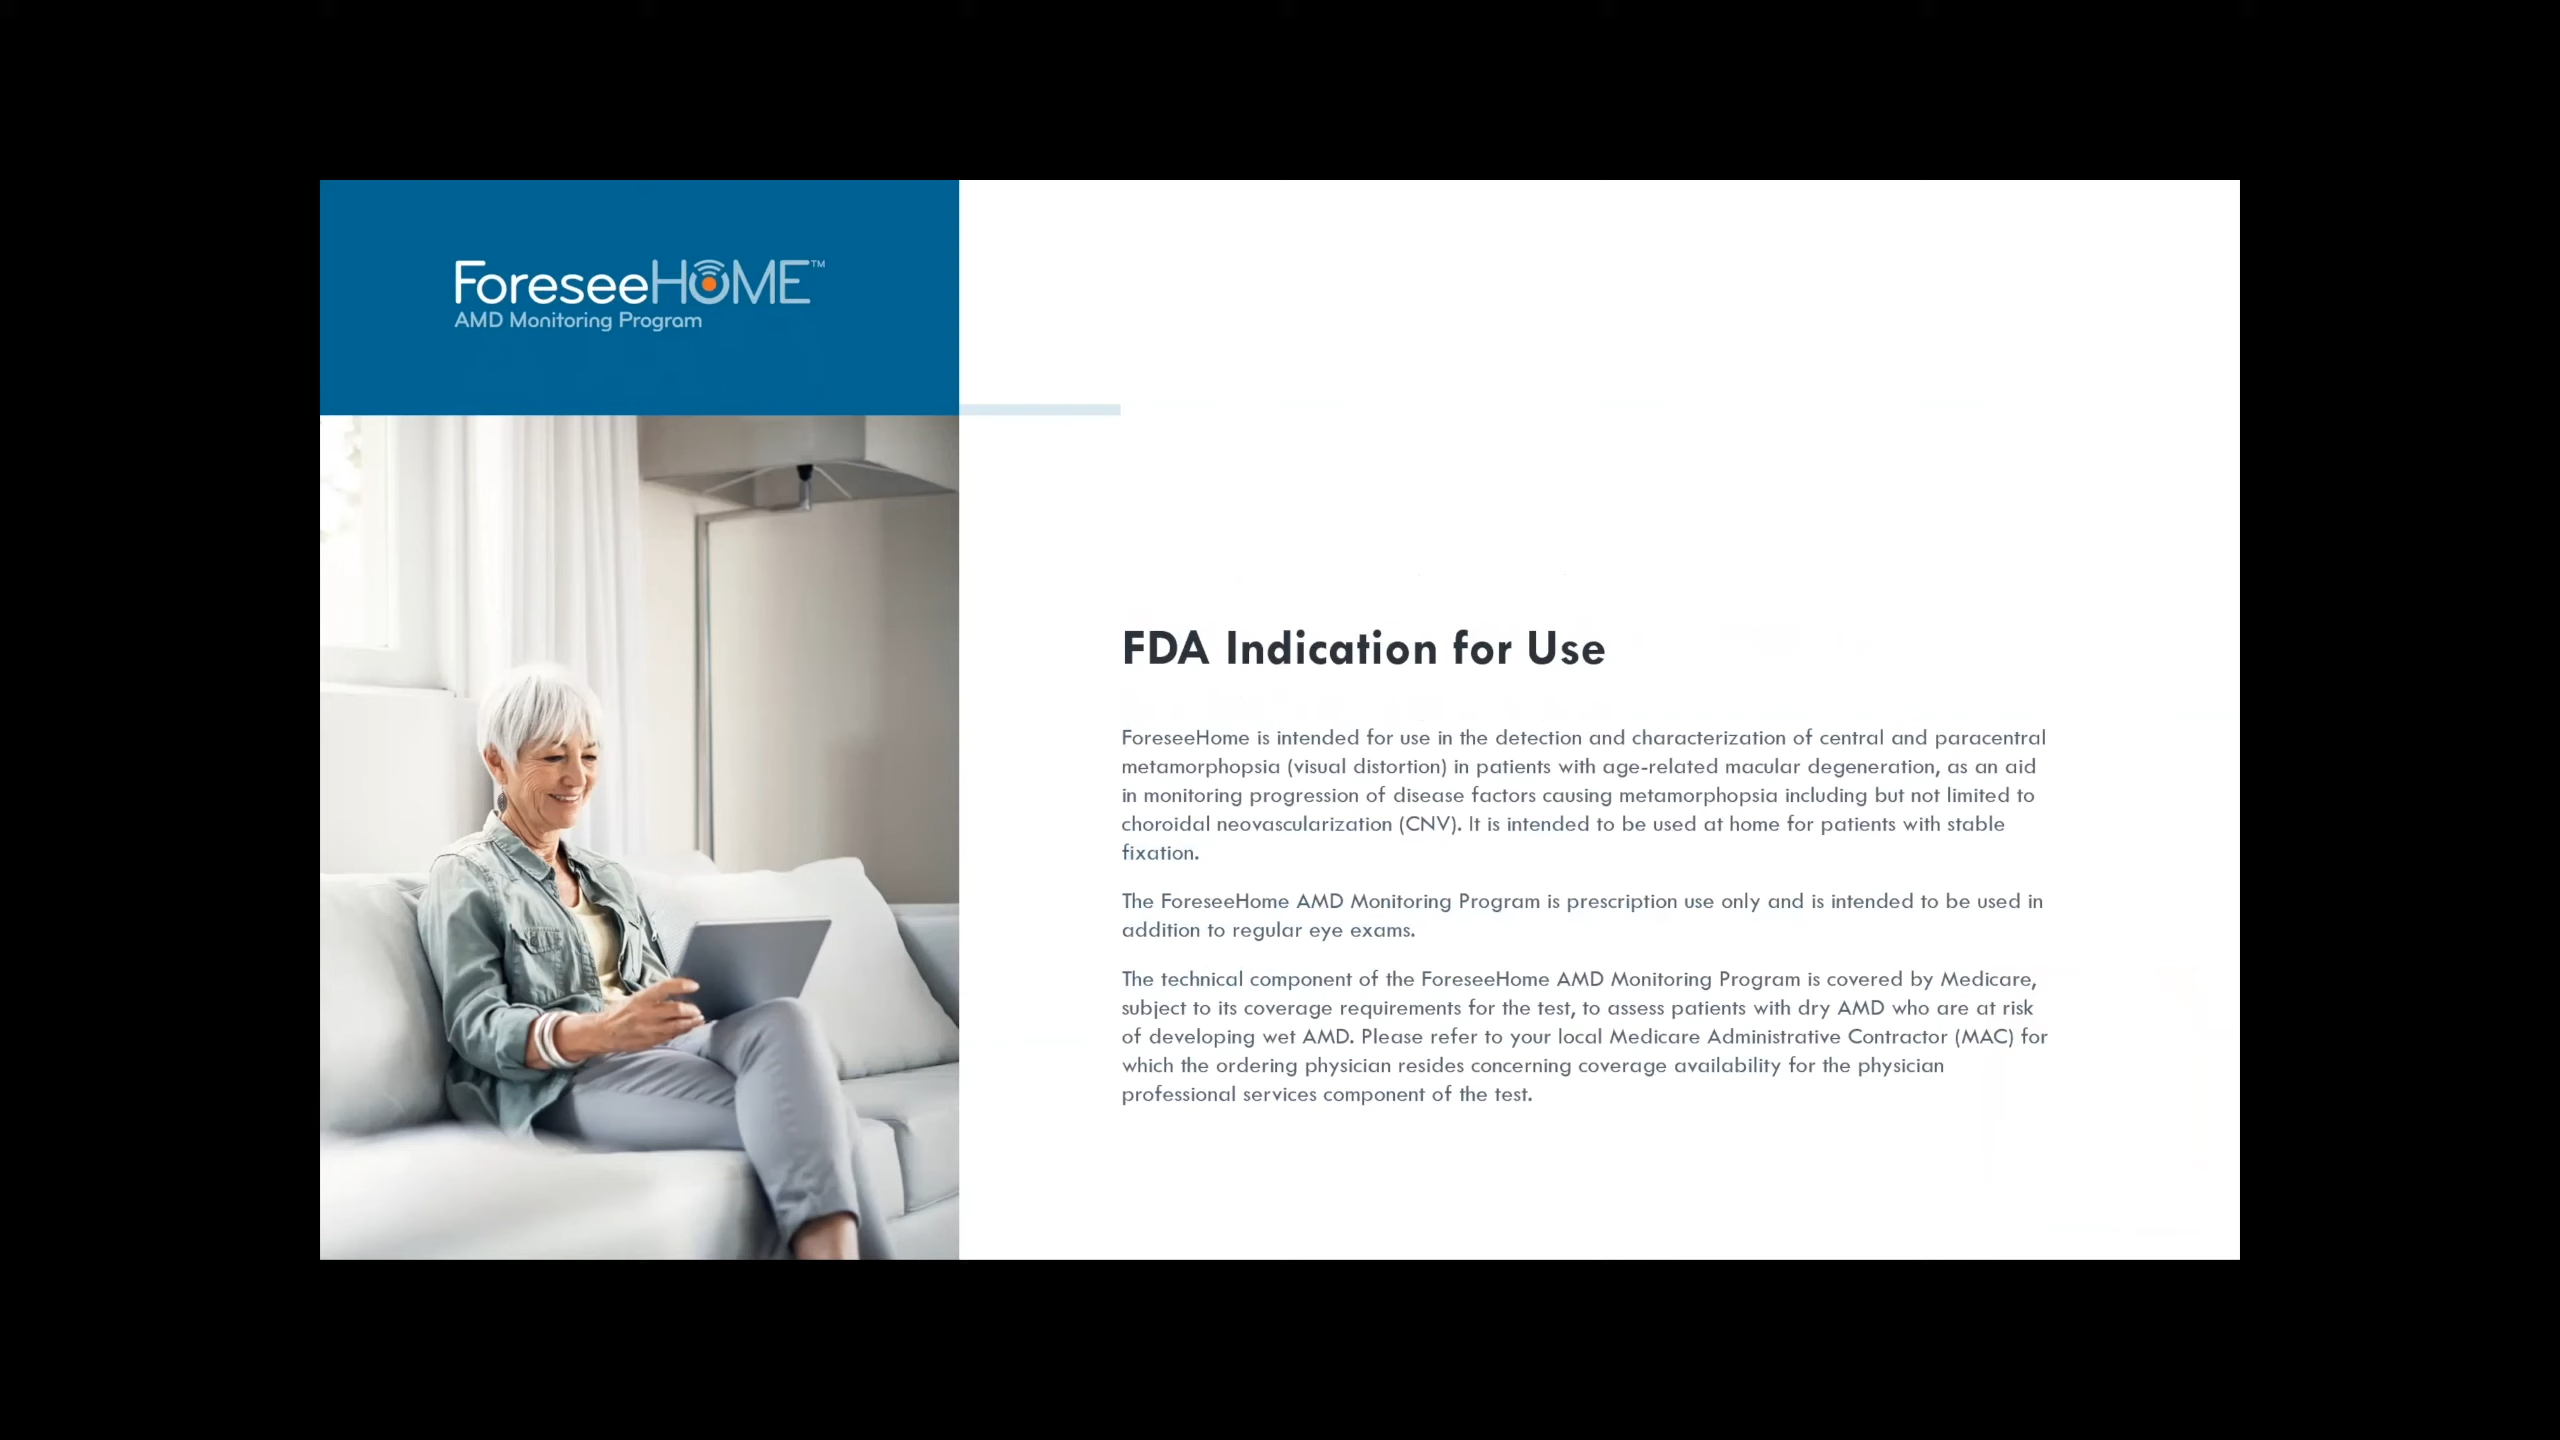 ForeseeHOME™
AMD Monitoring Program
FDA Indication for Use
ForeseeHome is intended for use in the detection and characterization of central and paracentral
metamorphopsia (visual distortion) in patients with age-related macular degeneration, as an aid
in monitoring progression of disease factors causing metamorphopsia including but not limited to
choroidal neovascularization (CNV). It is intended to be used at home for patients with stable
fixation.
The ForeseeHome AMD Monitoring Program is prescription use only and is intended to be used in
addition to regular eye exams.
The technical component of the ForeseeHome AMD Monitoring Program is covered by Medicare,
subject to its coverage requirements for the test, to assess patients with dry AMD who are at risk
of developing wet AMD. Please refer to your local Medicare Administrative Contractor (MAC) for
which the ordering physician resides concerning coverage availability for the physician
professional services component of the test.